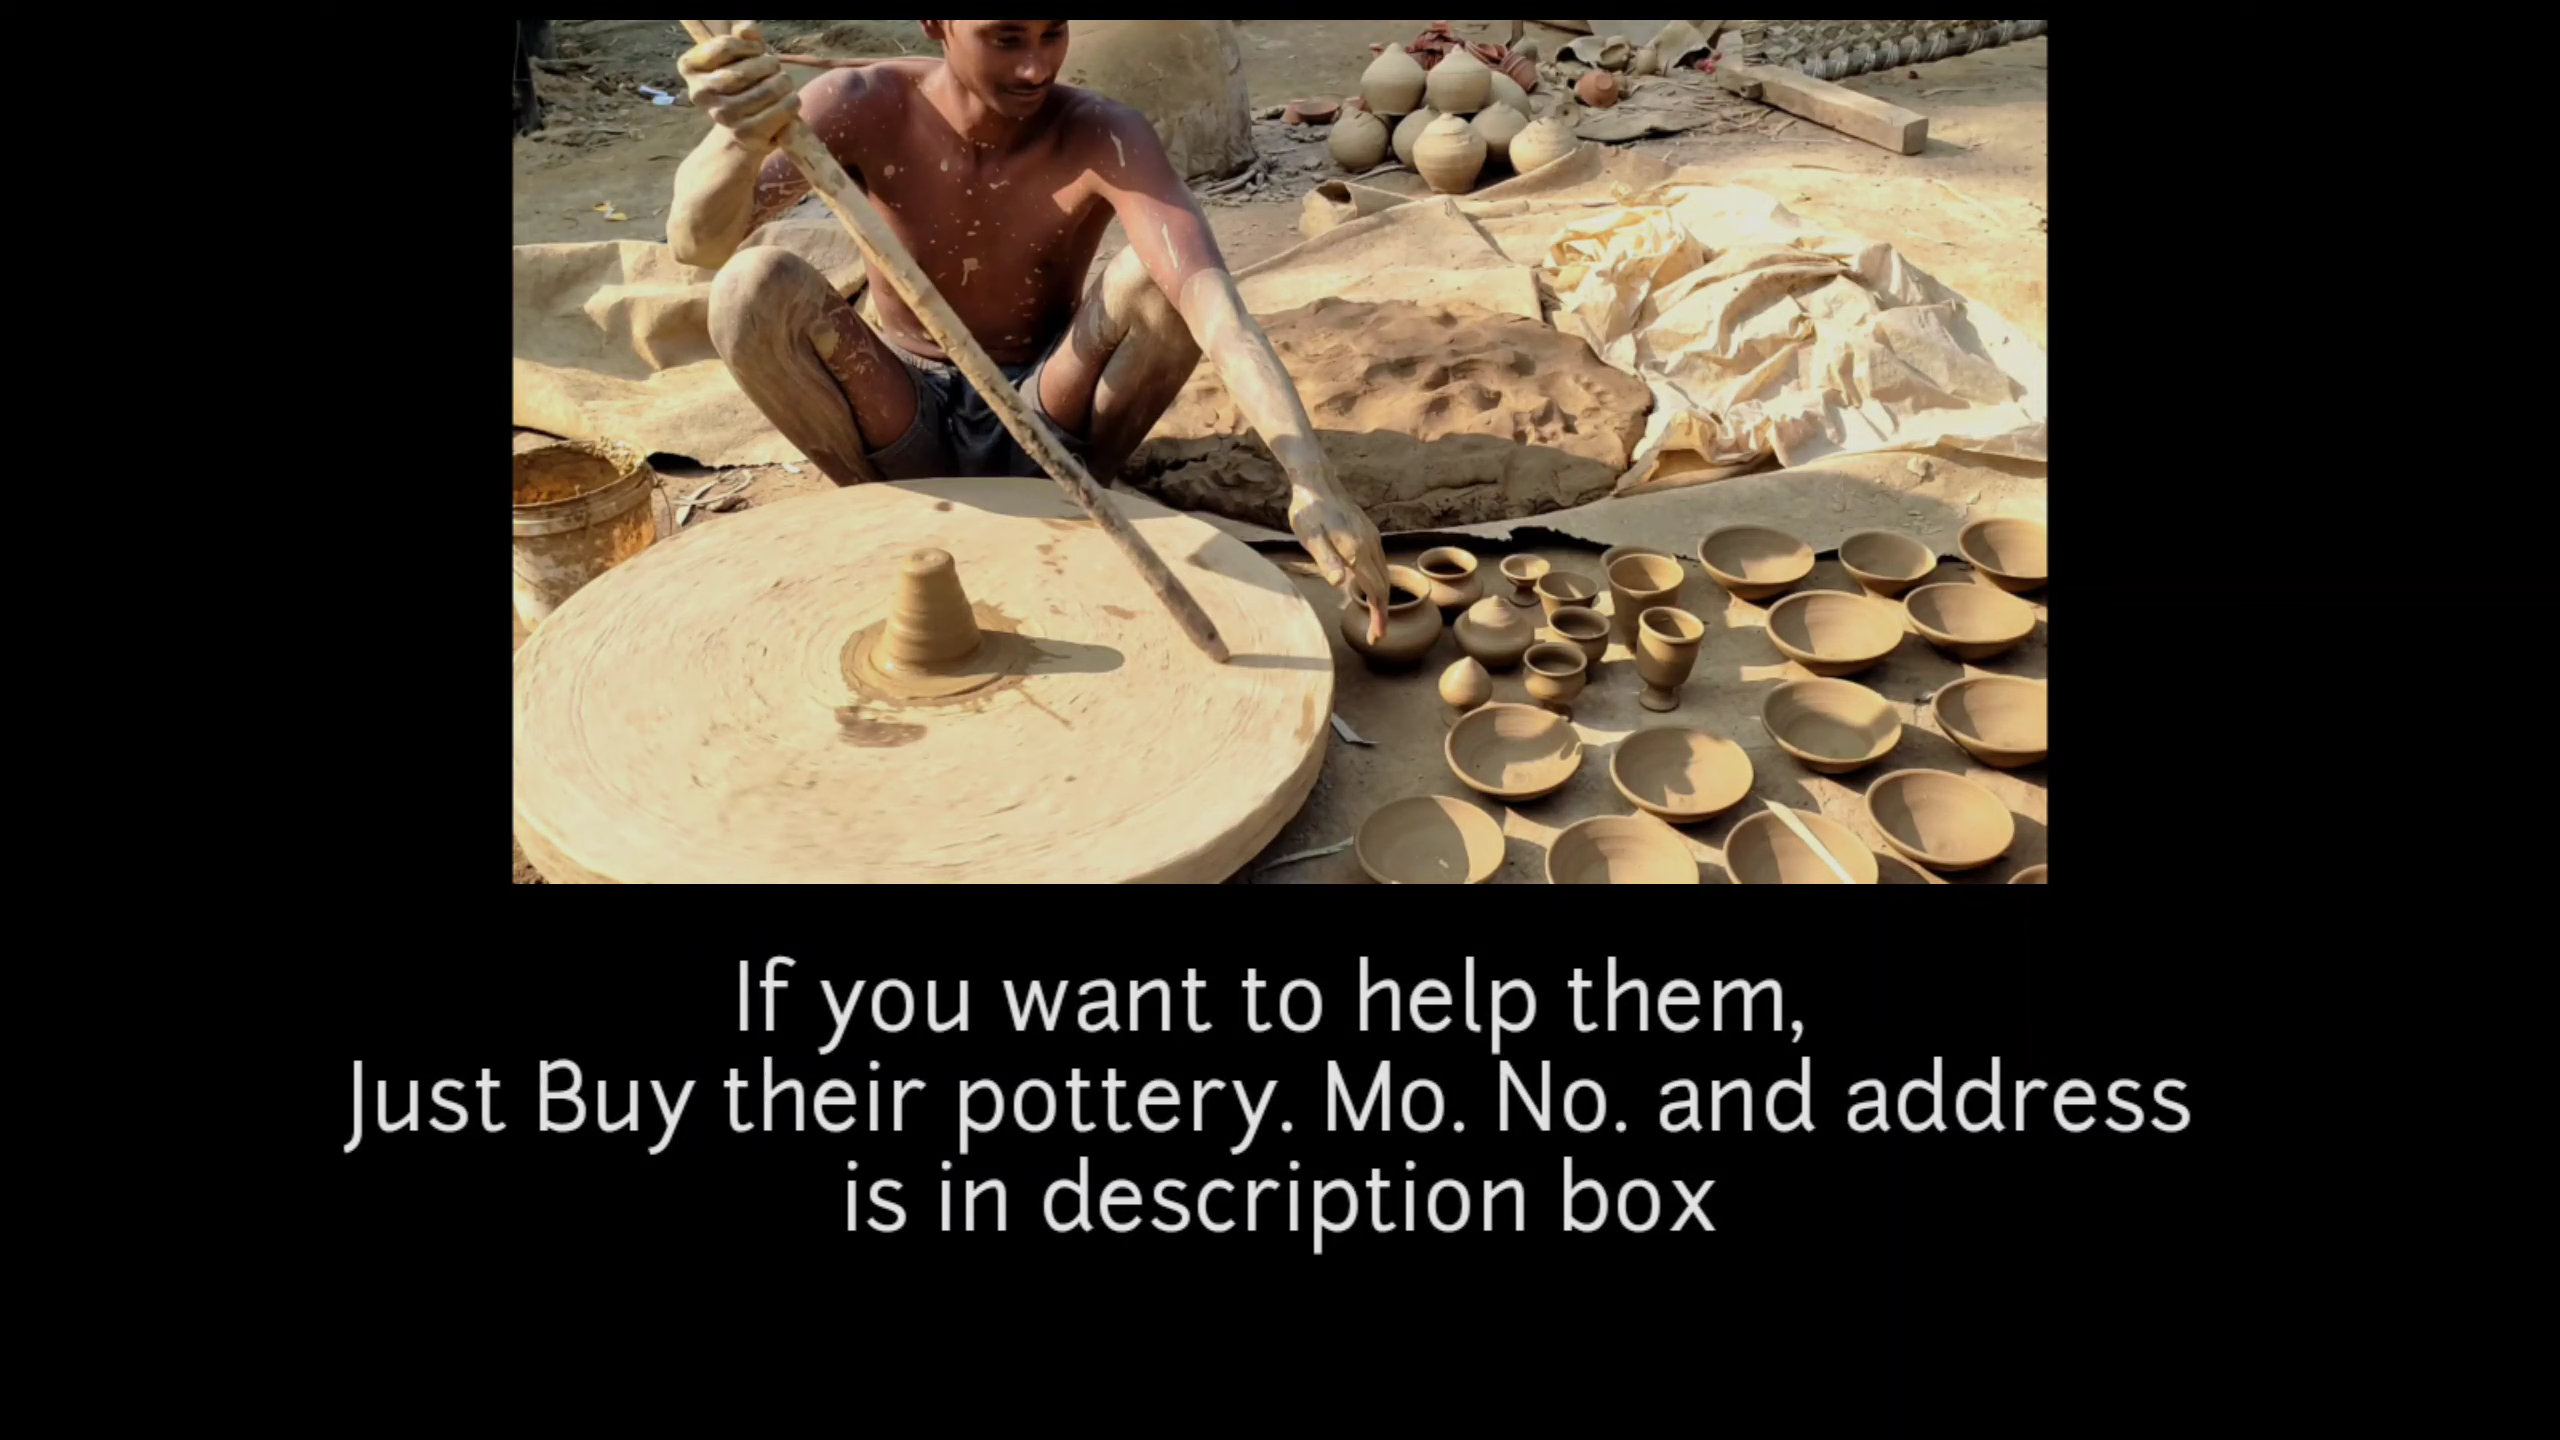 If you want to help them,
Just Buy their pottery. Mo. No. and address
is in description box